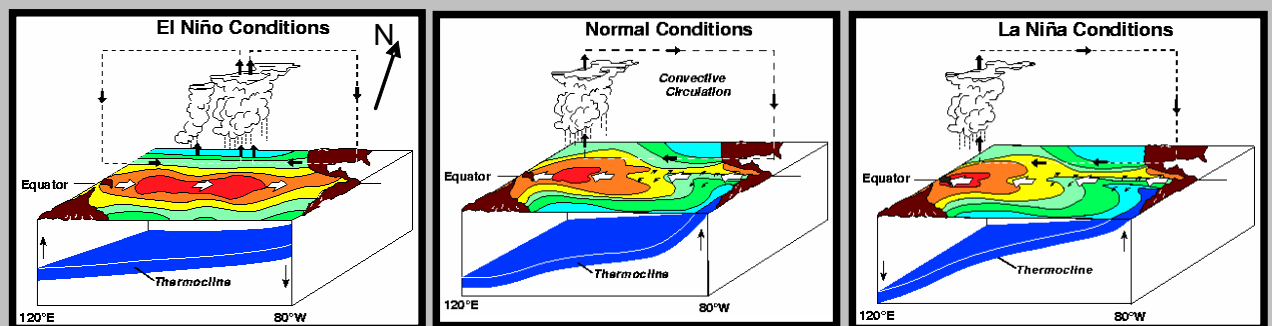 El Niño Conditions
N
Equator
Thermocline
120°E
80°W
Normal Conditions
Convective
Circulation
Equator
Thermocline
120°E
80°W
La Niña Conditions
Equator
Thermocline
120°E
80°W